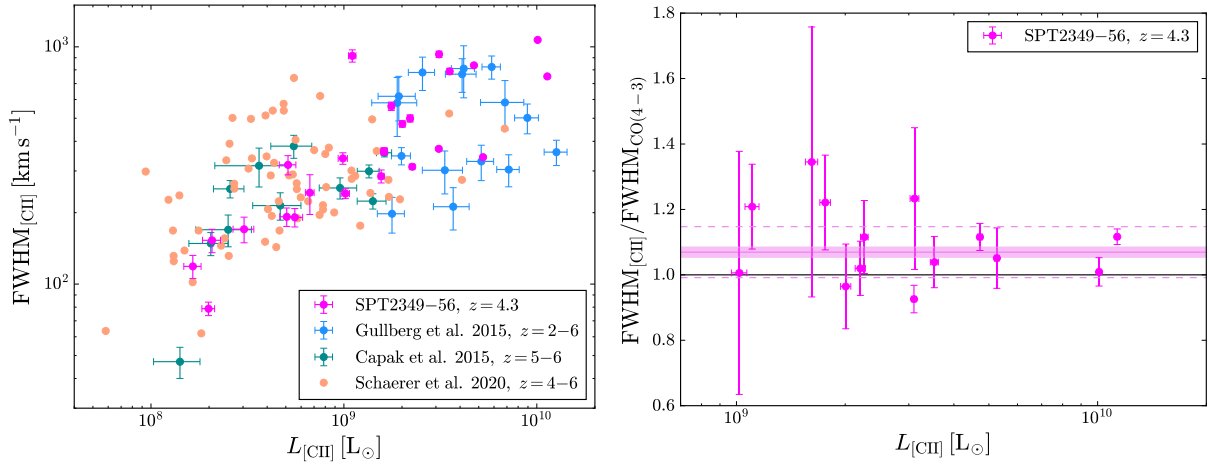 10³
10²
FWHM[CII] [km s⁻¹]
SPT2349−56, z=4.3
Gullberg et al. 2015, z=2−6
Capak et al. 2015, z=5−6
Schaerer et al. 2020, z=4−6
10⁸
10⁹
10¹⁰
L[CII] [L⊙]
1.8
1.6
1.4
1.2
1.0
0.8
0.6
FWHM[CII]/FWHMCO(4−3)
SPT2349−56, z=4.3
10⁹
10¹⁰
L[CII] [L⊙]